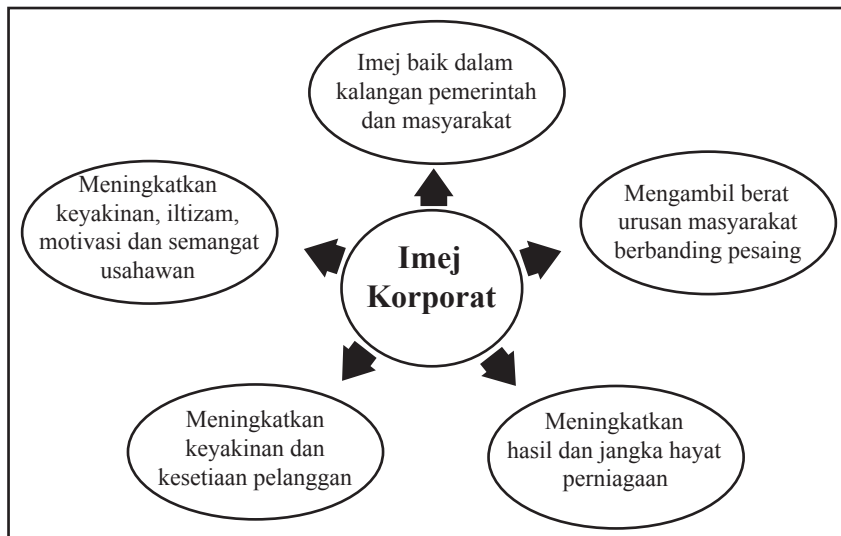 Imej baik dalam
kalangan pemerintah
dan masyarakat
Meningkatkan
keyakinan, iltizam,
motivasi dan semangat
usahawan
Mengambil berat
urusan masyarakat
berbanding pesaing
Imej
Korporat
Meningkatkan
keyakinan dan
kesetiaan pelanggan
Meningkatkan
hasil dan jangka hayat
perniagaan